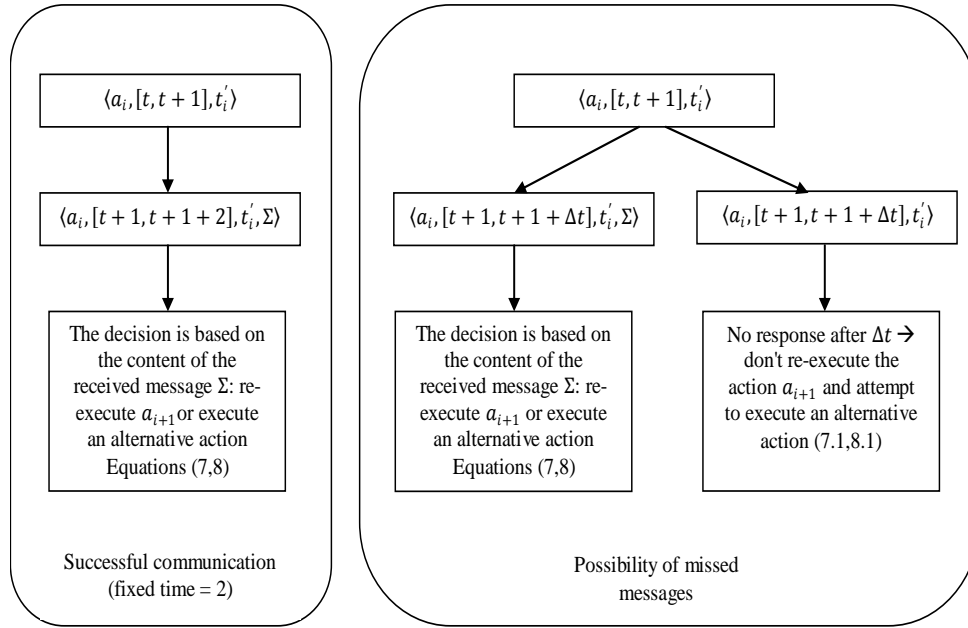 ⟨a_i, [t, t + 1], t_i^'⟩
⟨a_i, [t + 1, t + 1 + 2], t_i^', Σ⟩
The decision is based on
the content of the
received message Σ: re-
execute a_{i+1} or execute
an alternative action
Equations (7,8)
Successful communication
(fixed time = 2)
⟨a_i, [t, t + 1], t_i^'⟩
⟨a_i, [t + 1, t + 1 + Δt], t_i^', Σ⟩
⟨a_i, [t + 1, t + 1 + Δt], t_i^'⟩
The decision is based on
the content of the
received message Σ: re-
execute a_{i+1} or execute
an alternative action
Equations (7,8)
No response after Δt →
don't re-execute the
action a_{i+1} and attempt
to execute an alternative
action (7.1,8.1)
Possibility of missed
messages